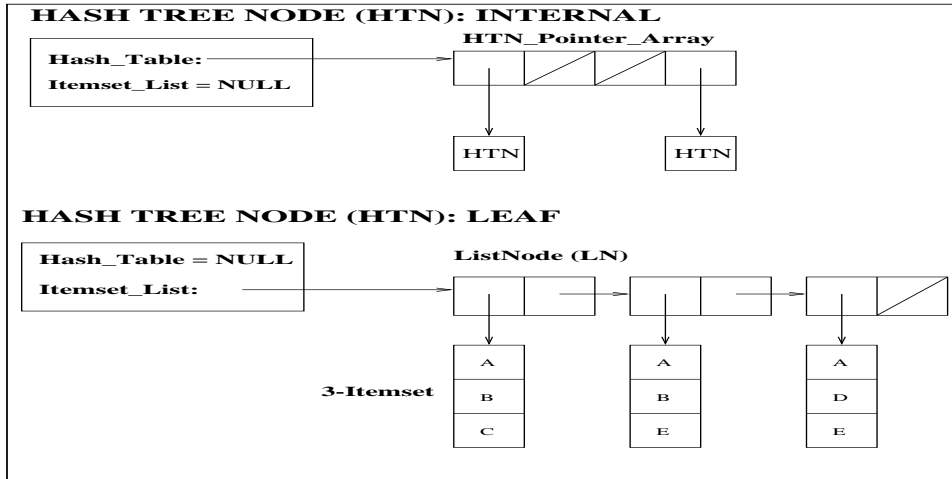 HASH TREE NODE (HTN): INTERNAL
HTN_Pointer_Array
Hash_Table:
Itemset_List = NULL
HTN
HTN
HASH TREE NODE (HTN): LEAF
Hash_Table = NULL
Itemset_List:
ListNode (LN)
3-Itemset
A
B
C
A
B
E
A
D
E